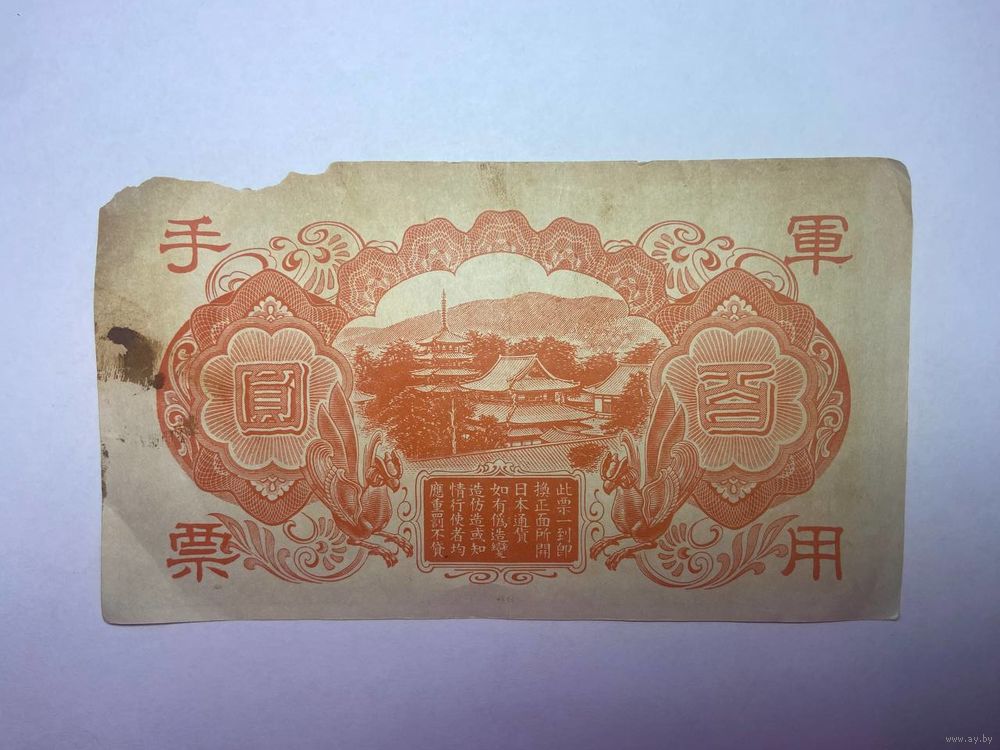 軍用
手票
百圓
此票一到即
換正面所開
日本通貨
如有僞造變
造仿造或知
情行使者均
應重罰不貸
www.ay.by